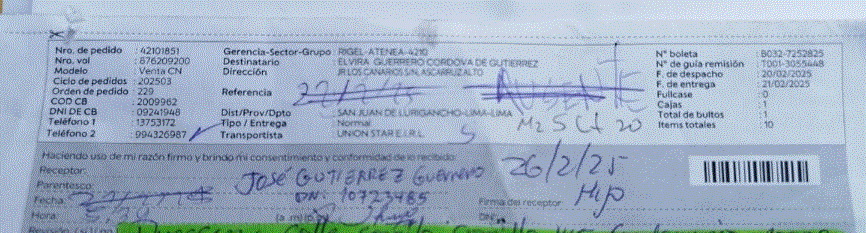 Nro. de pedido : 42101851
Nro. vol : 876209200
Modelo : Venta CN
Ciclo de pedidos : 202503
Orden de pedido : 229
COD CB : 2009962
DNI DE CB : 09241948
Teléfono 1 : 13753172
Teléfono 2 : 994326987
Gerencia-Sector-Grupo : RIGEL-ATENEA-4210
Destinatario : ELVIRA GUERRERO CORDOVA DE GUTIERREZ
Dirección : JR LOS CANARIOS S/N, ASCARRUZ ALTO
Referencia
Dist/Prov/Dpto : SAN JUAN DE LURIGANCHO-LIMA-LIMA
Tipo / Entrega : Normal
Transportista : UNION STAR E.I.R.L.
AUSENTE
N° boleta : B032-7252825
N° de guía remisión : T001-3055448
F. de despacho : 20/02/2025
F. de entrega : 21/02/2025
Fullcase : 0
Cajas : 1
Total de bultos : 1
Items totales : 10
Haciendo uso de mi razón firmo y brindo mi consentimiento y conformidad de lo recibido:
Receptor: JOSÉ GUTIERREZ GUERRERO
Parentesco:
DNI: 10723485
Fecha:
Hora:
(a.m)
26/2/25
Firma del receptor
Hijo